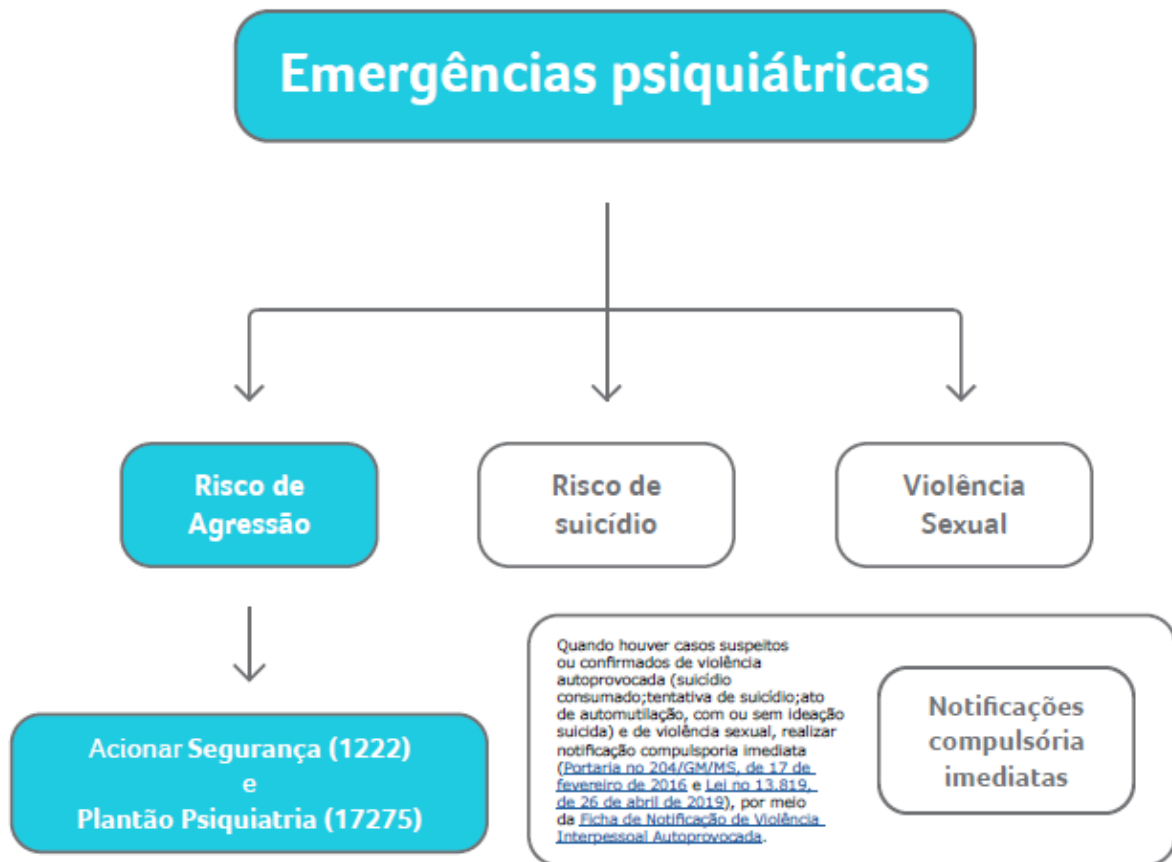 Emergências psiquiátricas
Risco de
Agressão
Risco de
suicídio
Violência
Sexual
Acionar Segurança (1222)
e
Plantão Psiquiatria (17275)
Quando houver casos suspeitos
ou confirmados de violência
autoprovocada (suicídio
consumado;tentativa de suicídio;ato
de automutilação, com ou sem ideação
suicida) e de violência sexual, realizar
notificação compulsporia imediata
(Portaria no 204/GM/MS, de 17 de
fevereiro de 2016 e Lei no 13.819,
de 26 de abril de 2019), por meio
da Ficha de Notificação de Violência
Interpessoal Autoprovocada.
Notificações
compulsória
imediatas